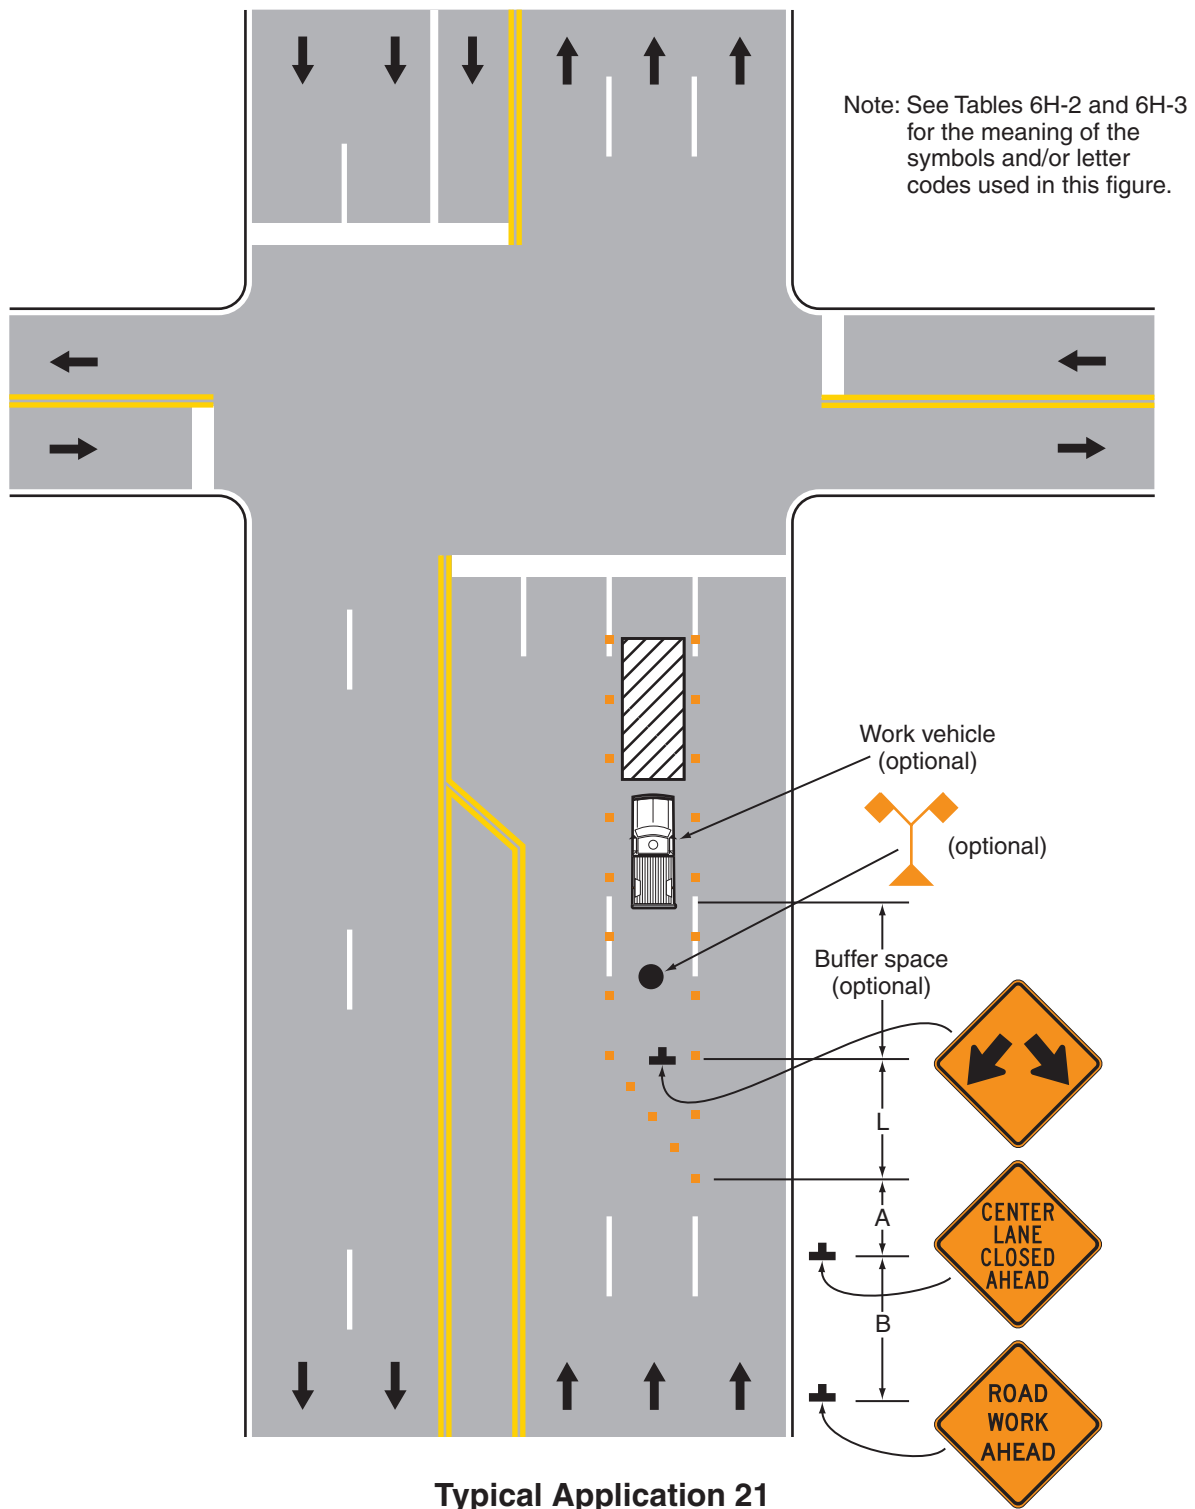 Note: See Tables 6H-2 and 6H-3
for the meaning of the
symbols and/or letter
codes used in this figure.
Work vehicle
(optional)
(optional)
Buffer space
(optional)
L
A
CENTER
LANE
CLOSED
AHEAD
B
ROAD
WORK
AHEAD
Typical Application 21